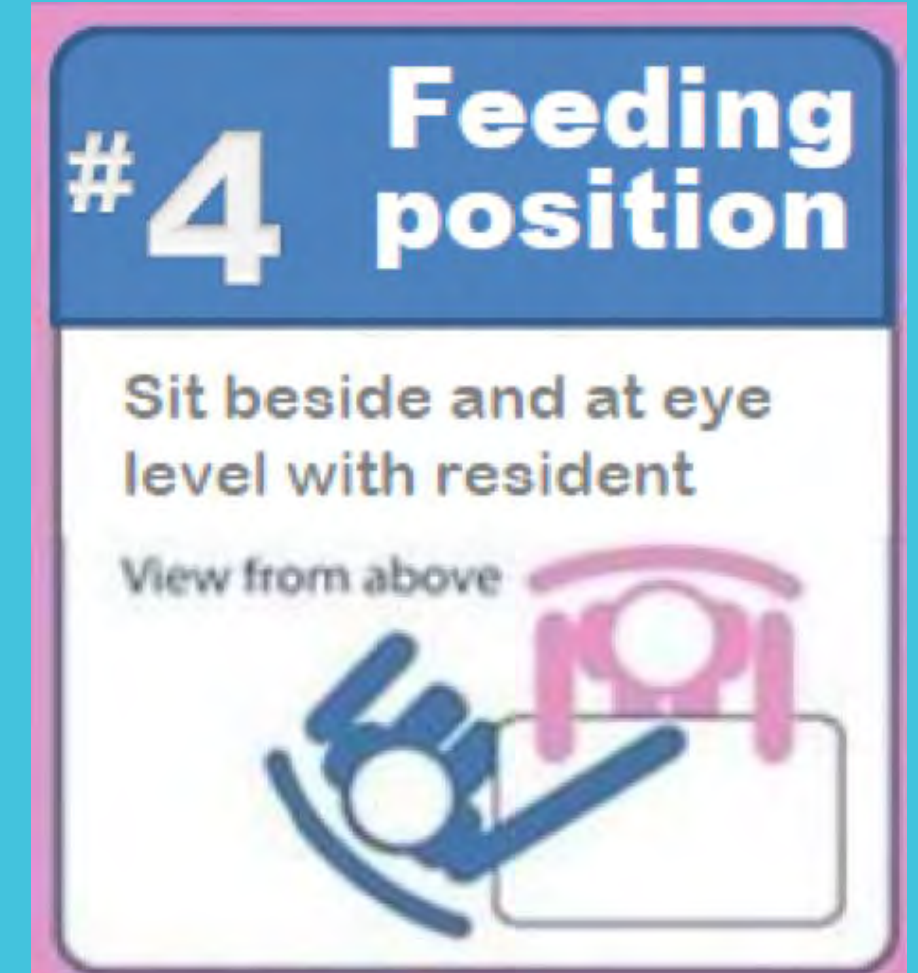 #4
Feeding
position
Sit beside and at eye
level with resident
View from above